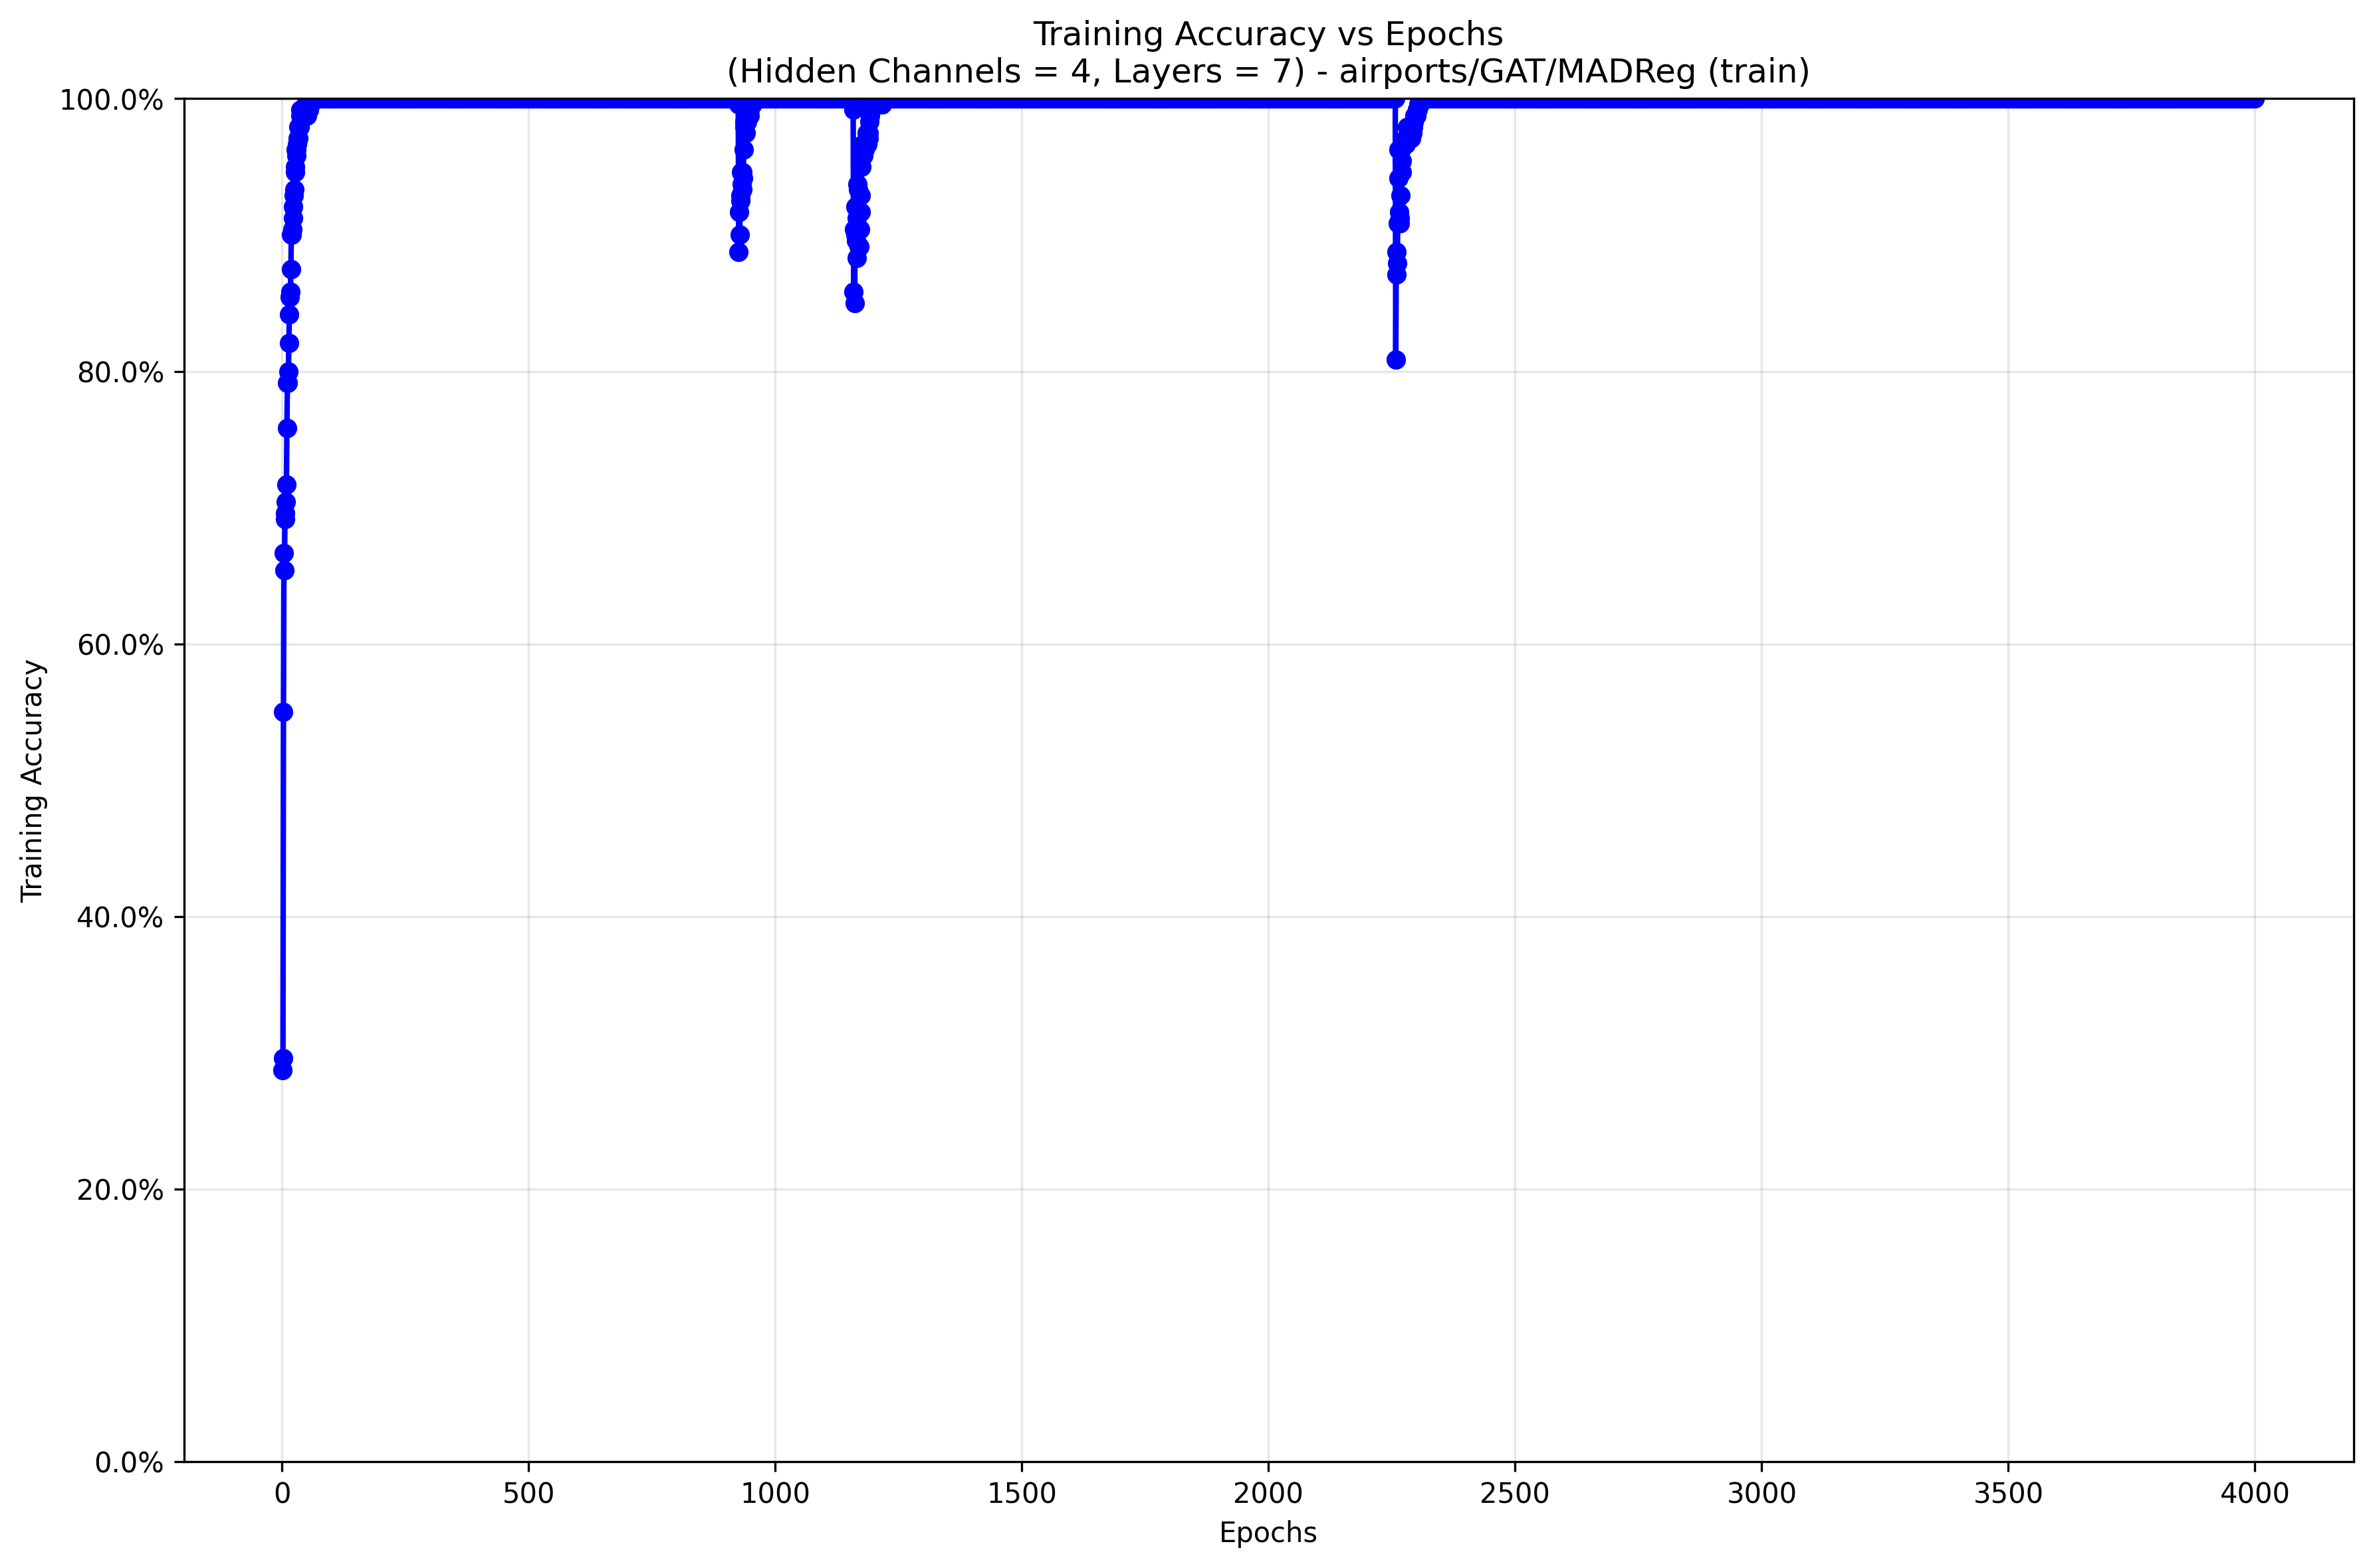 Training Accuracy vs Epochs
(Hidden Channels = 4, Layers = 7) - airports/GAT/MADReg (train)
100.0%
80.0%
60.0%
40.0%
20.0%
0.0%
Training Accuracy
0 500 1000 1500 2000 2500 3000 3500 4000
Epochs